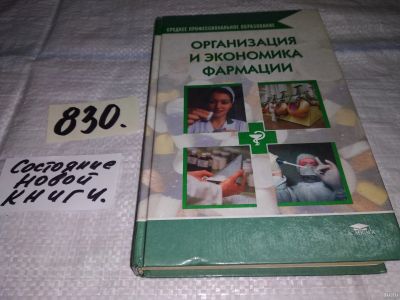 СРЕДНЕЕ ПРОФЕССИОНАЛЬНОЕ ОБРАЗОВАНИЕ
ОРГАНИЗАЦИЯ
И ЭКОНОМИКА
ФАРМАЦИИ
830.
Состояние
новой
книги.